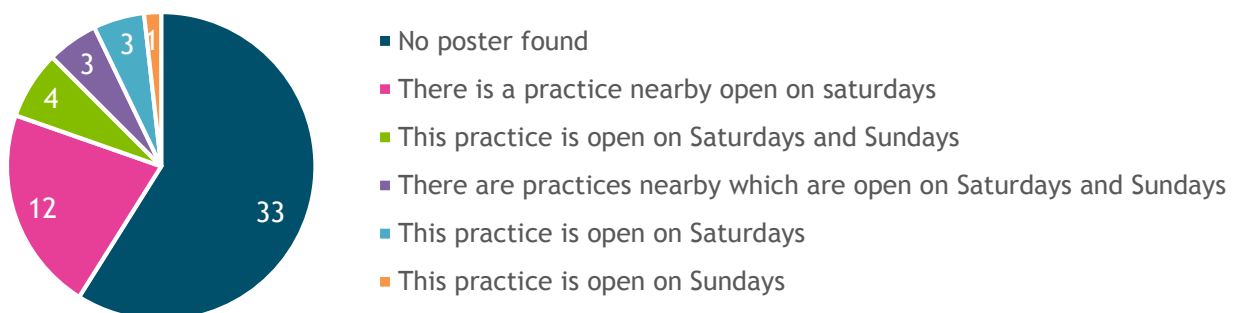 33
12
4
3
3
1
No poster found
There is a practice nearby open on saturdays
This practice is open on Saturdays and Sundays
There are practices nearby which are open on Saturdays and Sundays
This practice is open on Saturdays
This practice is open on Sundays